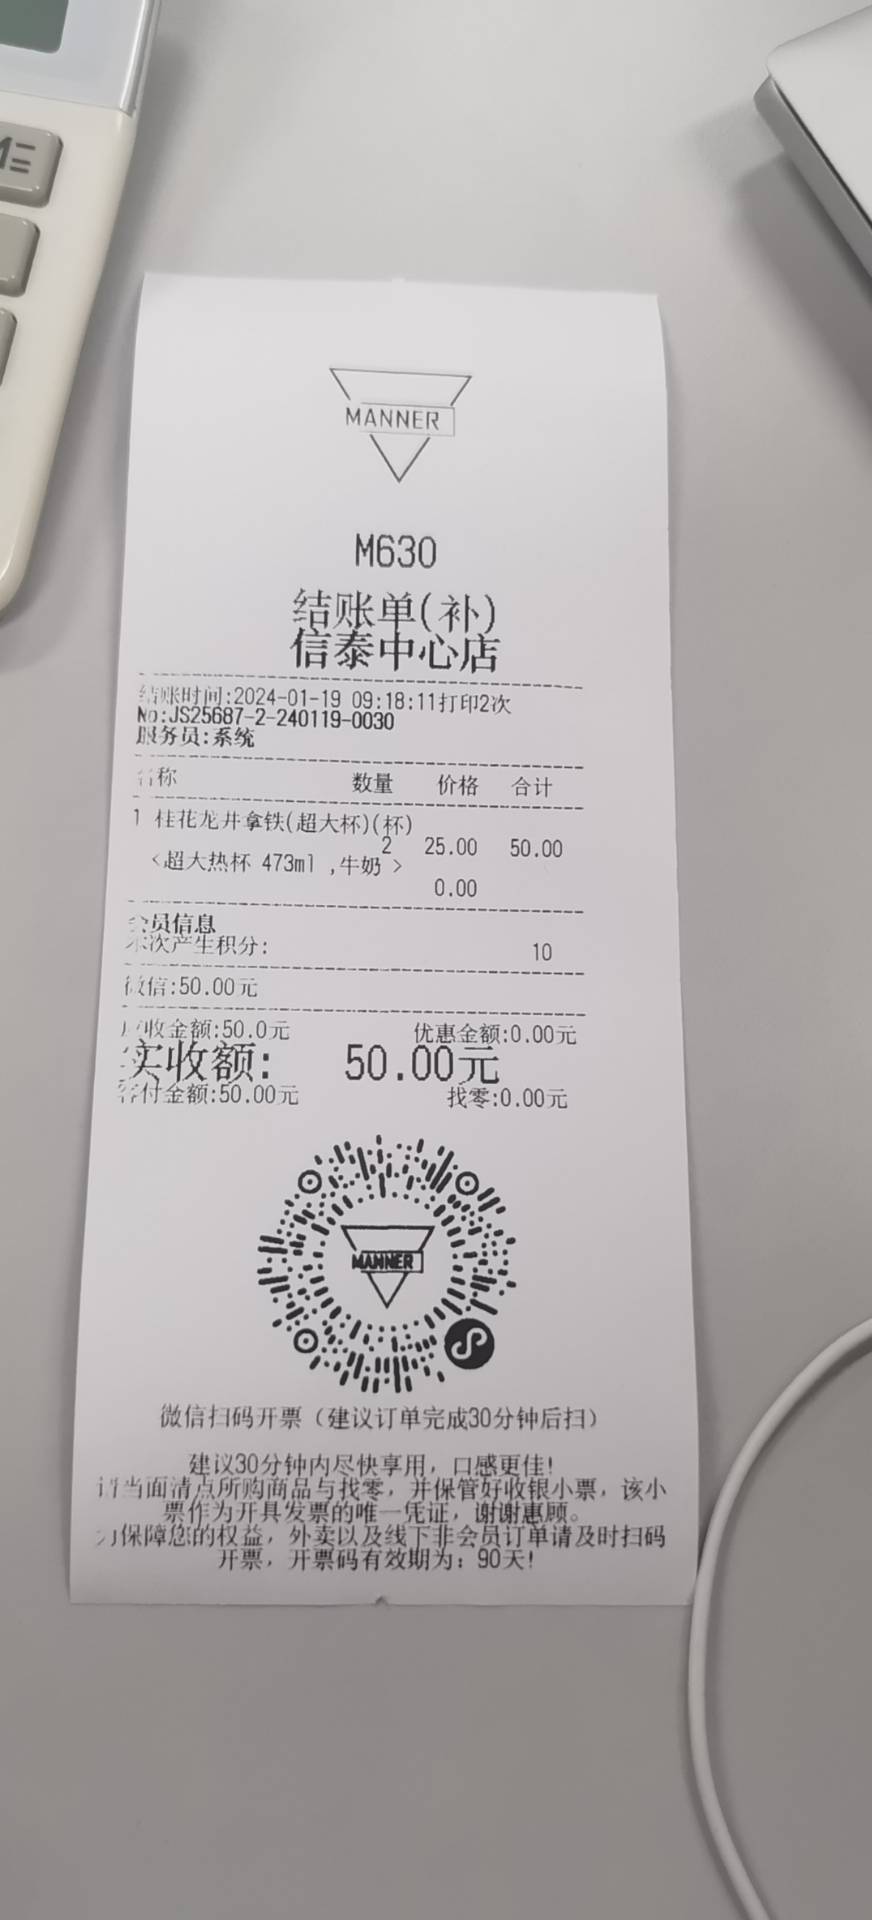 M=
MANNER
M630
结账单(补)
信泰中心店
结账时间:2024-01-19 09:18:11打印2次
No:JS25687-2-240119-0030
服务员:系统
名称 数量 价格 合计
1 桂花龙井拿铁(超大杯)(杯)
2 25.00 50.00
<超大热杯 473ml ,牛奶 >
0.00
会员信息
本次产生积分: 10
微信:50.00元
应收金额:50.0元 优惠金额:0.00元
实收额: 50.00元
客付金额:50.00元 找零:0.00元
MANNER
微信扫码开票（建议订单完成30分钟后扫）
建议30分钟内尽快享用，口感更佳!
请当面清点所购商品与找零，并保管好收银小票，该小
票作为开具发票的唯一凭证，谢谢惠顾。
为保障您的权益，外卖以及线下非会员订单请及时扫码
开票，开票码有效期为：90天!